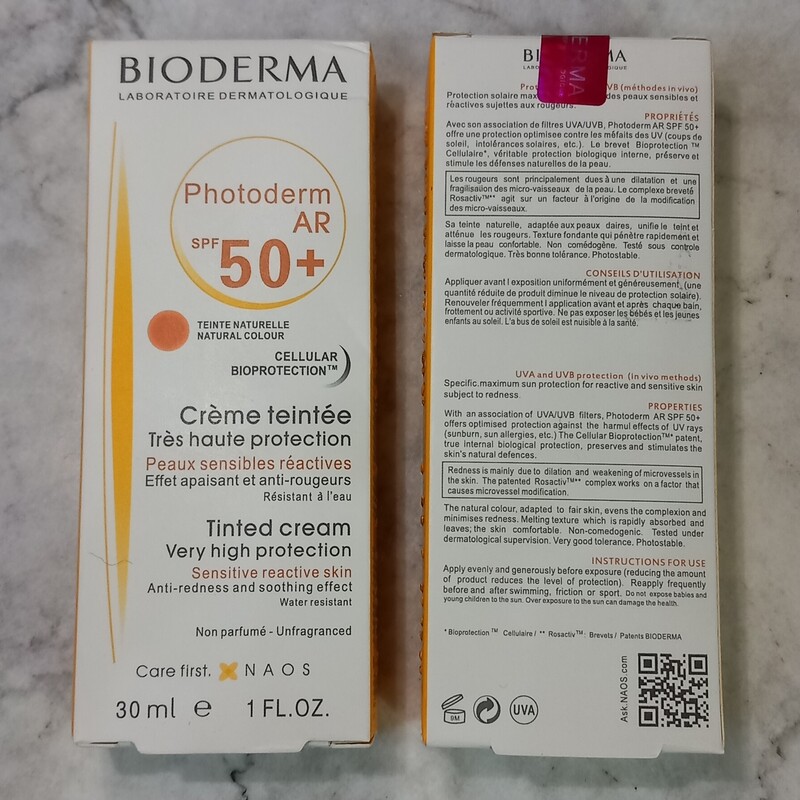 BIODERMA
LABORATOIRE DERMATOLOGIQUE
Photoderm
AR
SPF 50+
TEINTE NATURELLE
NATURAL COLOUR
CELLULAR
BIOPROTECTION™
Crème teintée
Très haute protection
Peaux sensibles réactives
Effet apaisant et anti-rougeurs
Résistant à l'eau
Tinted cream
Very high protection
Sensitive reactive skin
Anti-redness and soothing effect
Water resistant
Non parfumé - Unfragranced
Care first. NAOS
30 ml e 1 FL.OZ.
ERMA
UVB (méthodes in vivo)
Protection solaire des peaux sensibles et
réactives sujettes aux rougeurs.
PROPRIÉTÉS
Avec son association de filtres UVA/UVB, Photoderm AR SPF 50+
offre une protection optimisée contre les méfaits des UV (coups de
soleil, intolérances solaires, etc.). Le brevet Bioprotection™
Cellulaire*, véritable protection biologique interne, préserve et
stimule les défenses naturelles de la peau.
Les rougeurs sont principalement dues à une dilatation et une
fragilisaïion des micro-vaisseaux de la peau. Le complexe breveté
Rosactiv™** agit sur un facteur à l'origine de la modification
des micro-vaisseaux.
Sa teinte naturelle, adaptée aux peaux daires, unifie le teint et
atténue les rougeurs. Texture fondante qui pénètre rapidement et
laisse la peau confortable. Non comédogène. Testé sous controle
dermatologique. Très bonne tolérance. Photostable.
CONSEILS D'UTILISATION
Appliquer avant l exposition uniformément et généreusement (une
quantité réduite de produit diminue le niveau de protection solaire).
Renouveler fréquemment l application avant et après chaque bain,
frottement ou activité sportive. Ne pas exposer les bébés et les jeunes
enfants au soleil. L'a bus de soleil est nuisible à la santé.
UVA and UVB protection (in vivo methods)
Specific.maximum sun protection for reactive and sensitive skin
subject to redness.
PROPERTIES
With an association of UVA/UVB filters, Photoderm AR SPF 50+
offers optimised protection against the harmul effects of UV rays
(sunburn, sun allergies, etc.) The Cellular Bioprotection™* patent,
true internal biological protection, preserves and stimulates the
skin's natural defences.
Redness is mainly due to dilation and weakening of microvessels in
the skin. The patented Rosactiv™** complex works on a factor that
causes microvessel modification.
The natural colour, adapted to fair skin, evens the complexion and
minimises redness. Melting texture which is rapidly absorbed and
leaves; the skin comfortable. Non-comedogenic. Tested under
dermatological supervision. Very good tolerance. Photostable.
INSTRUCTIONS FOR USE
Apply evenly and generously before exposure (reducing the amount
of product reduces the level of protection). Reapply frequently
before and after swimming, friction or sport. Do not expose babies and
young children to the sun. Over exposure to the sun can damage the health.
* Bioprotection™ Cellulaire / ** Rosactiv™: Brevets / Patents BIODERMA
9M
UVA
Ask.NAOS.com